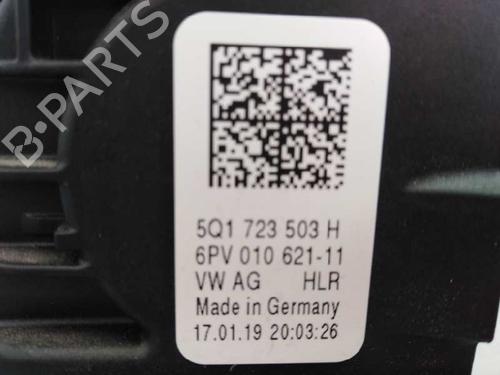 B-PARTS
5Q1 723 503 H
6PV 010 621-11
VW AG HLR
Made in Germany
17.01.19 20:03:26